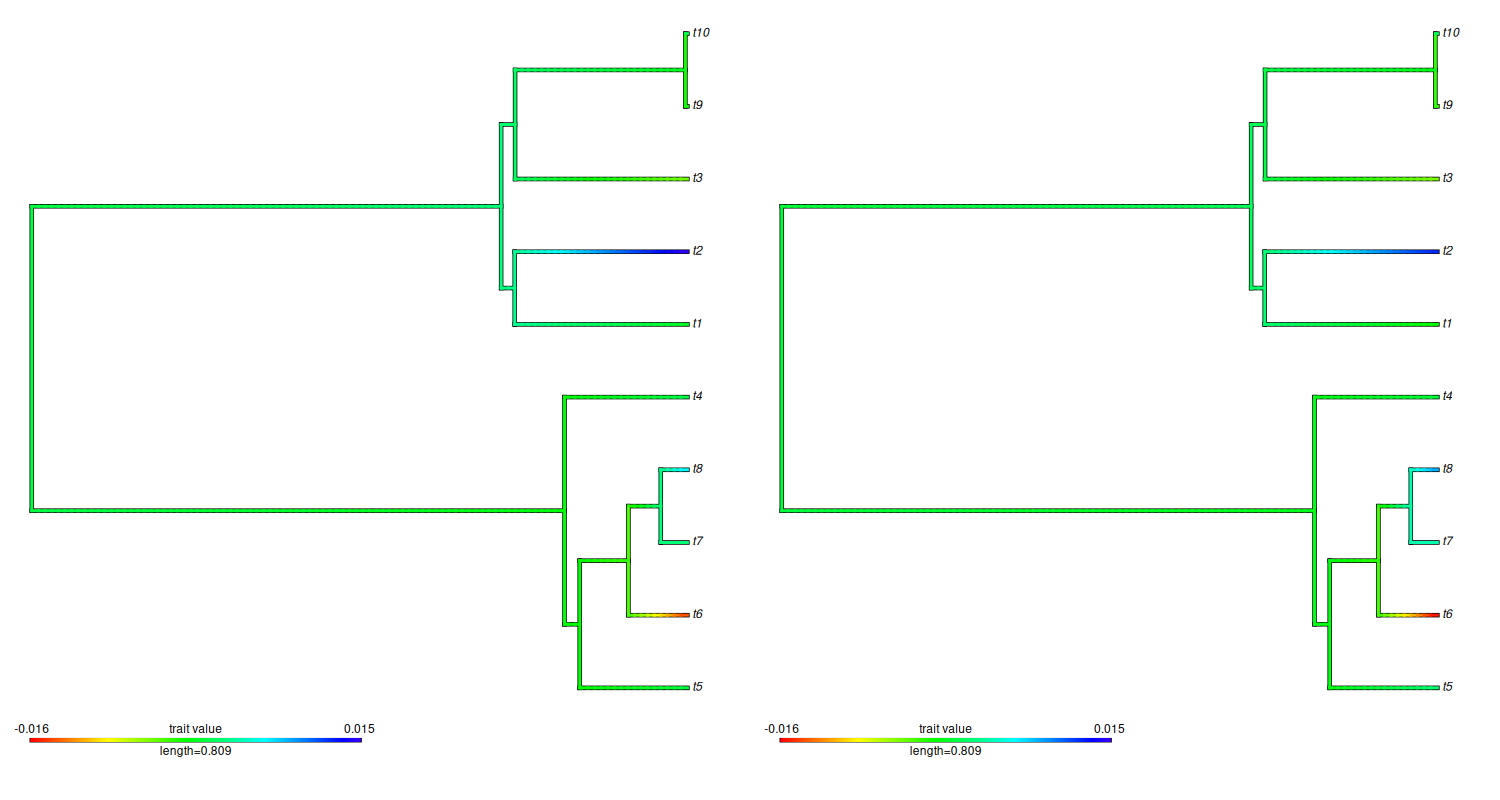 t10 t10
t9 t9
t3 t3
t2 t2
t1 t1
t4 t4
t8 t8
t7 t7
t6 t6
t5 t5
-0.016 trait value 0.015 -0.016 trait value 0.015
length=0.809 length=0.809